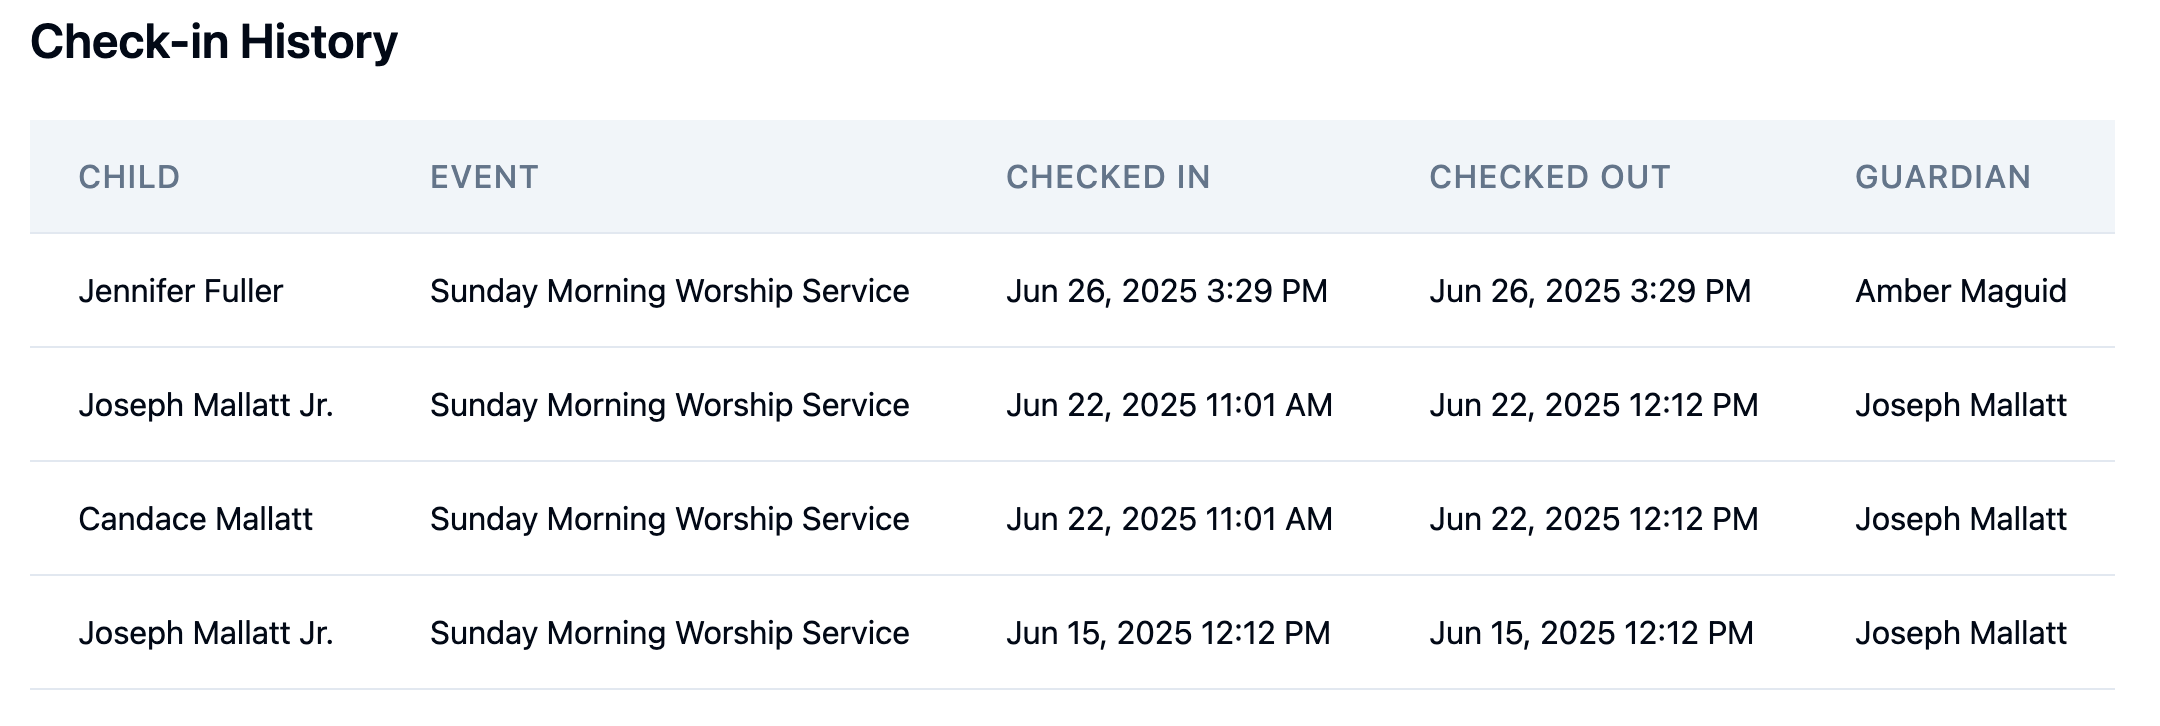 Check-in History
CHILD EVENT CHECKED IN CHECKED OUT GUARDIAN
Jennifer Fuller Sunday Morning Worship Service Jun 26, 2025 3:29 PM Jun 26, 2025 3:29 PM Amber Maguid
Joseph Mallatt Jr. Sunday Morning Worship Service Jun 22, 2025 11:01 AM Jun 22, 2025 12:12 PM Joseph Mallatt
Candace Mallatt Sunday Morning Worship Service Jun 22, 2025 11:01 AM Jun 22, 2025 12:12 PM Joseph Mallatt
Joseph Mallatt Jr. Sunday Morning Worship Service Jun 15, 2025 12:12 PM Jun 15, 2025 12:12 PM Joseph Mallatt